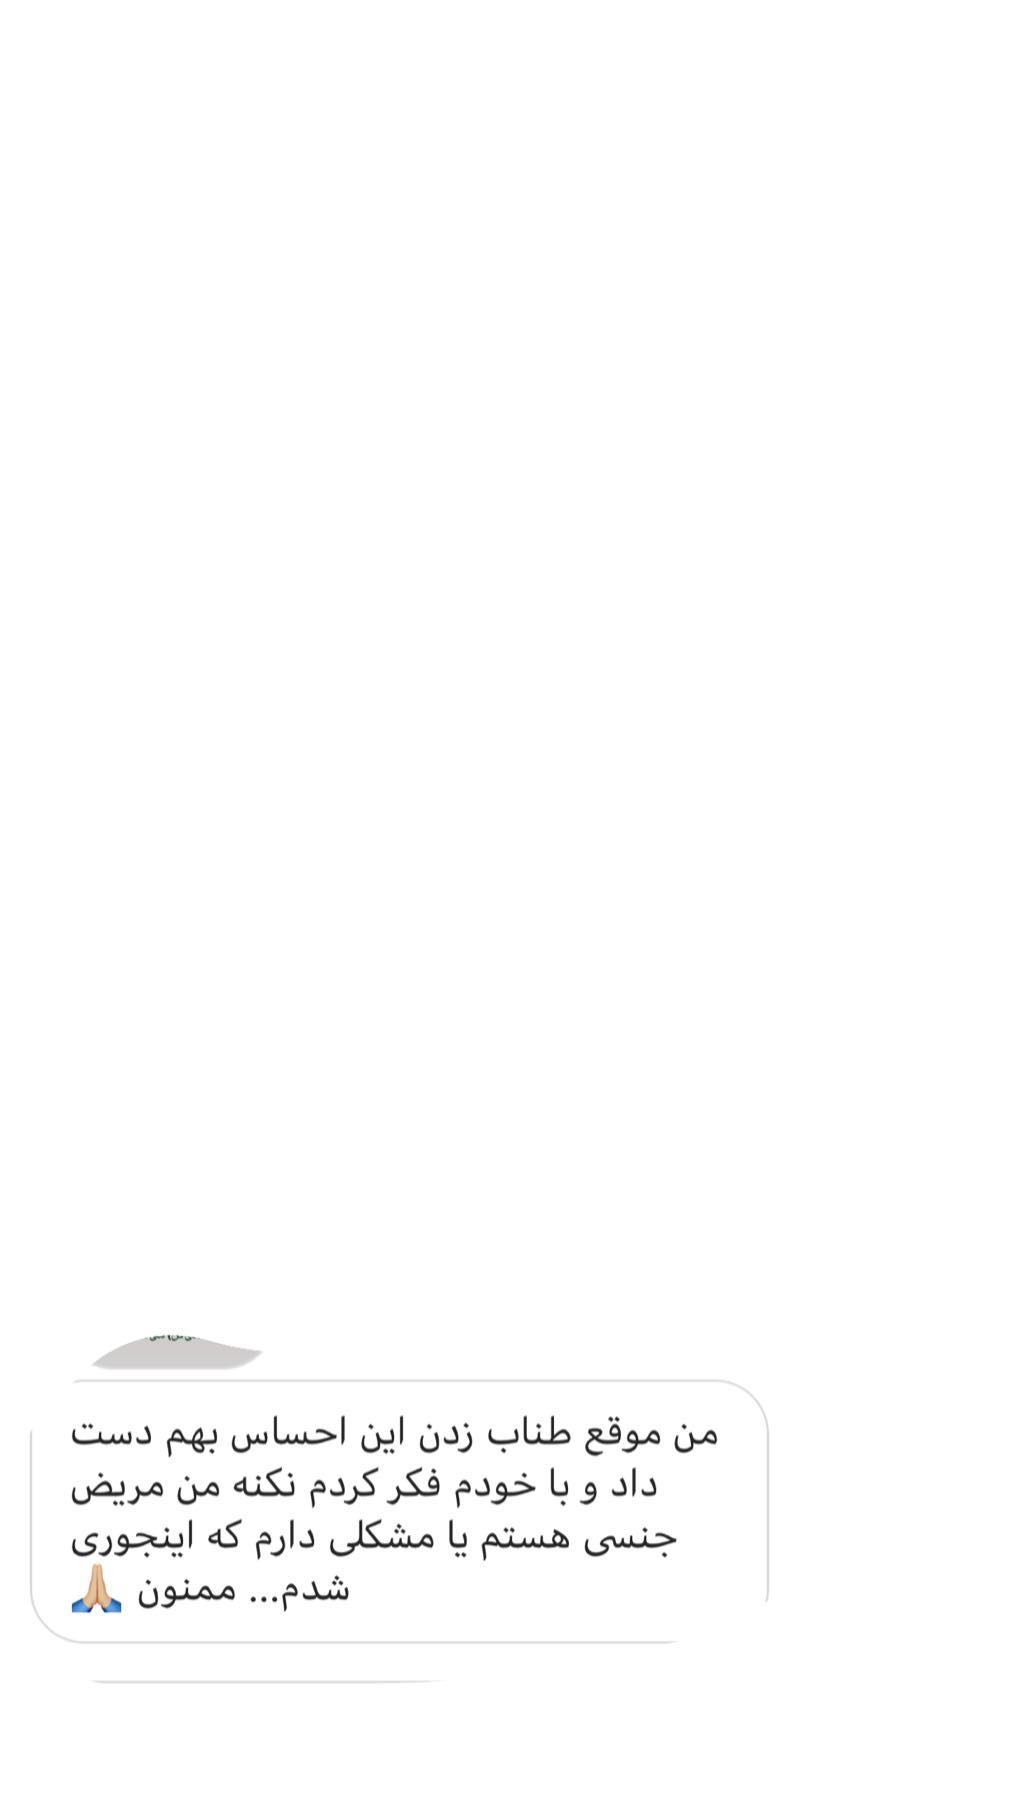 من موقع طناب زدن این احساس بهم دست
داد و با خودم فکر کردم نکنه من مریض
جنسی هستم یا مشکلی دارم که اینجوری
شدم... ممنون 🙏🏼